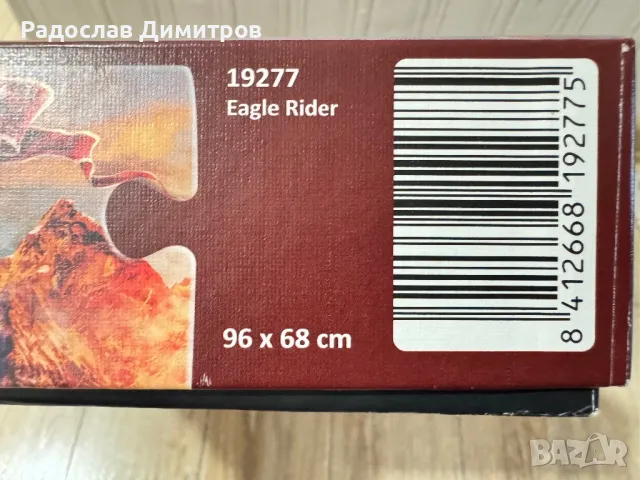 Радослав Димитров
19277
Eagle Rider
96 x 68 cm
8 412668 192775
BAZAR